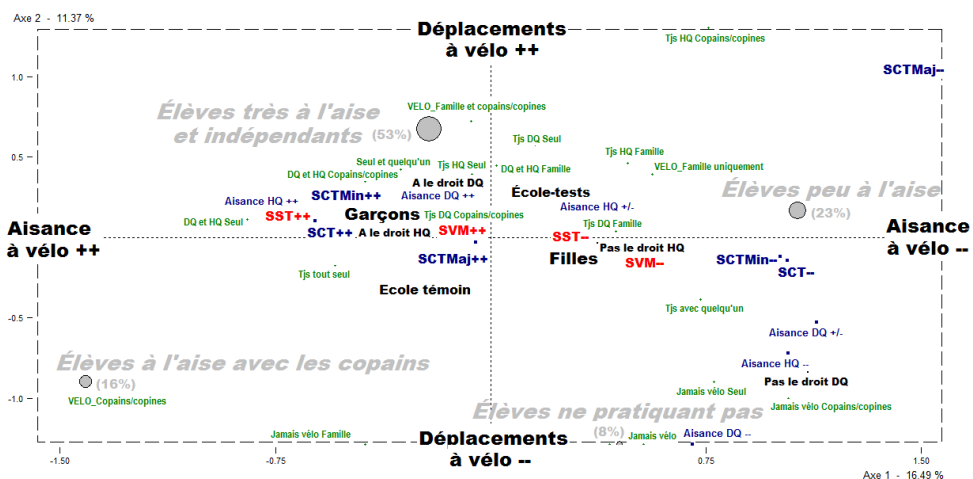 Axe 2 - 11.37 %
Déplacements
à vélo ++
Tjs HQ Copains/copines
SCTMaj--
1.0
Élèves très à l'aise
et indépendants (53%)
VELO_Famille et copains/copines
Tjs DQ Seul
0.5
Seul et quelqu'un
Tjs HQ Seul
Tjs HQ Famille
DQ et HQ Copains/copines
DQ et HQ Famille
VELO_Famille uniquement
A le droit DQ
SCTMin++
Aisance DQ ++
École-tests
Élèves peu à l'aise
(23%)
Aisance HQ ++
Garçons
Aisance HQ +/-
DQ et HQ Seul
SST++
Tjs DQ Copains/copines
Tjs DQ Famille
Aisance
à vélo ++
SCT++
A le droit HQ
SVM++
SST--
Aisance
à vélo --
0.0
Pas le droit HQ
SCTMaj++
Filles
SVM--
SCTMin--
SCT--
Tjs tout seul
Ecole témoin
Tjs avec quelqu'un
-0.5
Aisance DQ +/-
Élèves à l'aise avec les copains
(16%)
Aisance HQ --
Pas le droit DQ
Jamais vélo Seul
-1.0
VELO_Copains/copines
Jamais vélo Copains/copines
Élèves ne pratiquant pas
(8%)
Jamais vélo Famille
Déplacements
à vélo --
Jamais vélo
Aisance DQ --
-1.50
-0.75
0.75
1.50
Axe 1 - 16.49 %